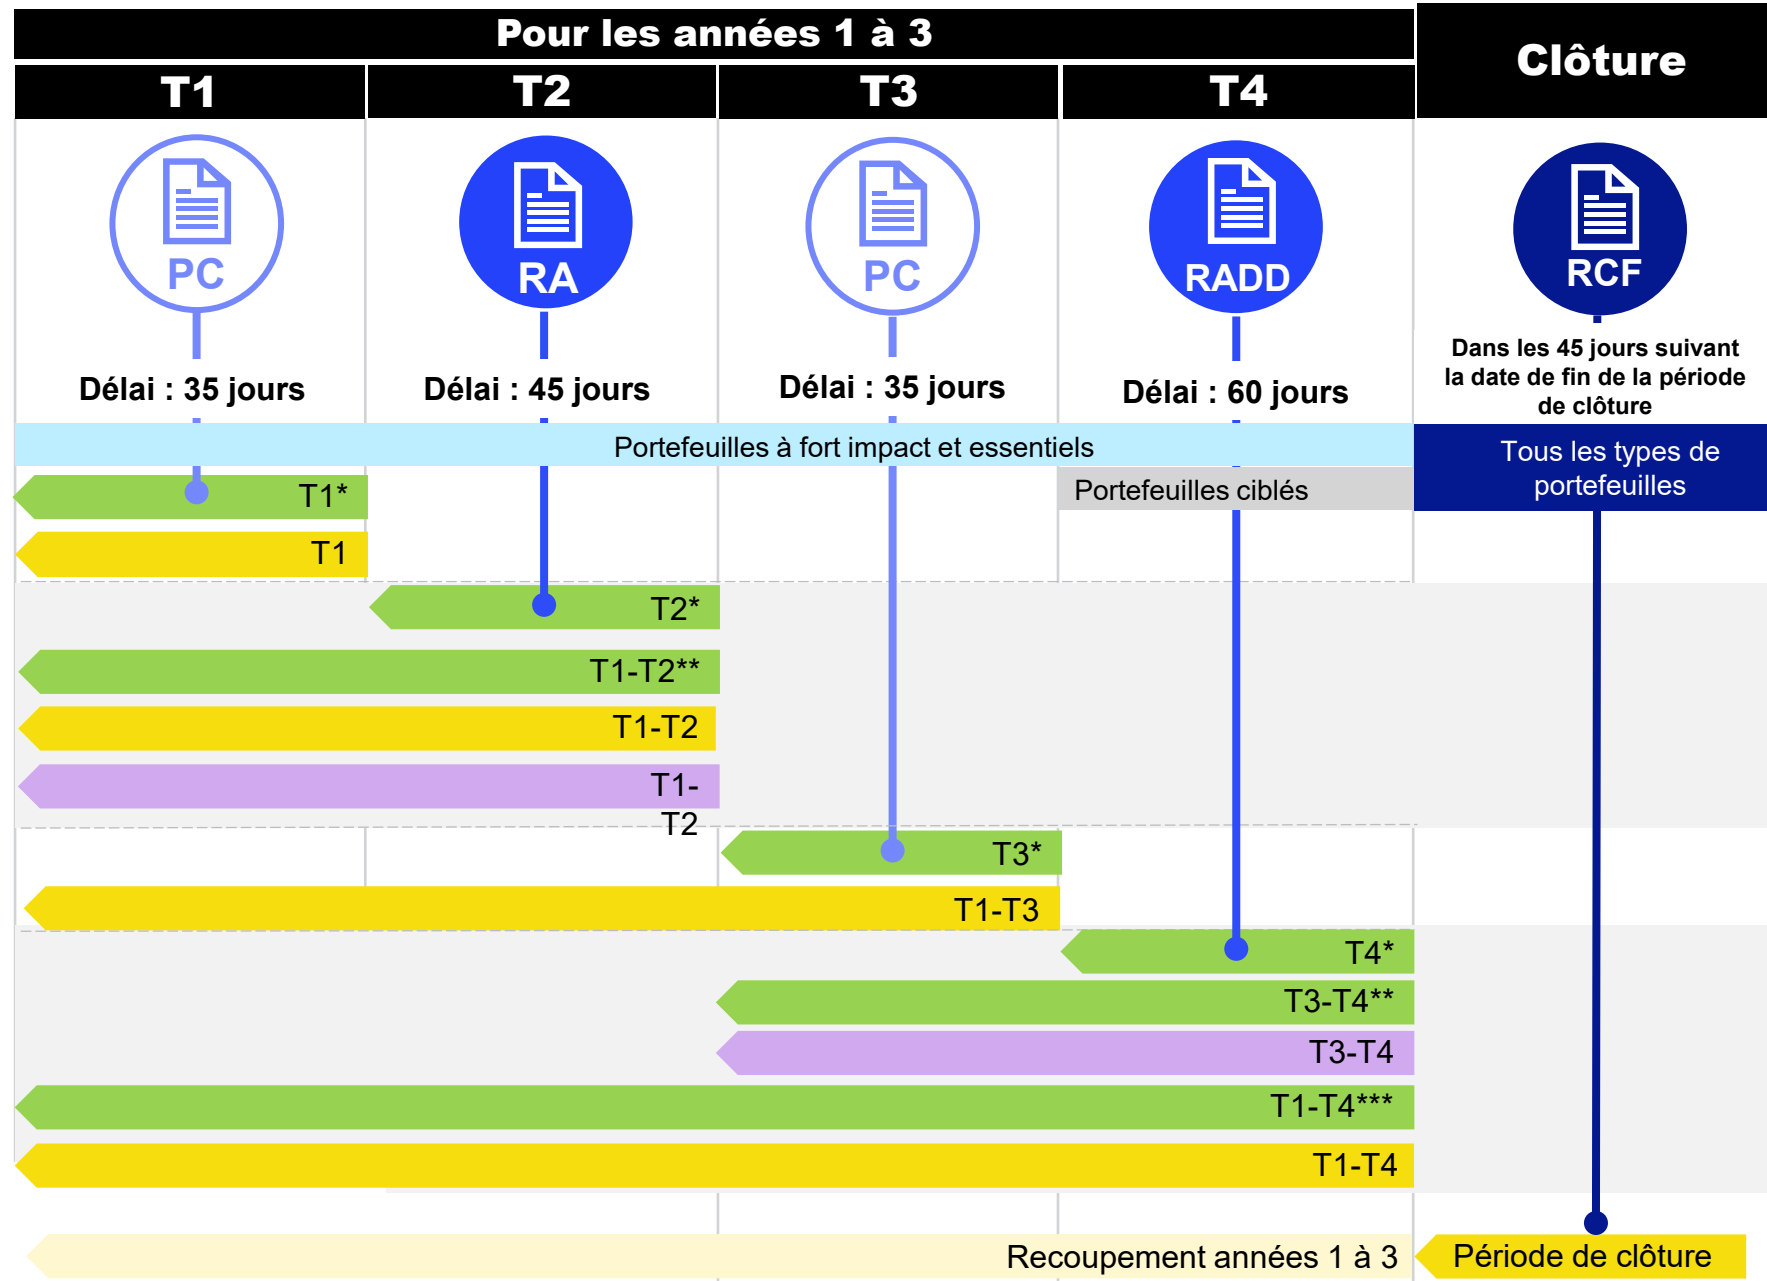 Pour les années 1 à 3
Clôture
T1
T2
T3
T4
PC
RA
PC
RADD
RCF
Délai : 35 jours
Délai : 45 jours
Délai : 35 jours
Délai : 60 jours
Dans les 45 jours suivant
la date de fin de la période
de clôture
Portefeuilles à fort impact et essentiels
Tous les types de
portefeuilles
Portefeuilles ciblés
T1*
T1
T2*
T1-T2**
T1-T2
T1-
T2
T3*
T1-T3
T4*
T3-T4**
T3-T4
T1-T4***
T1-T4
Recoupement années 1 à 3
Période de clôture